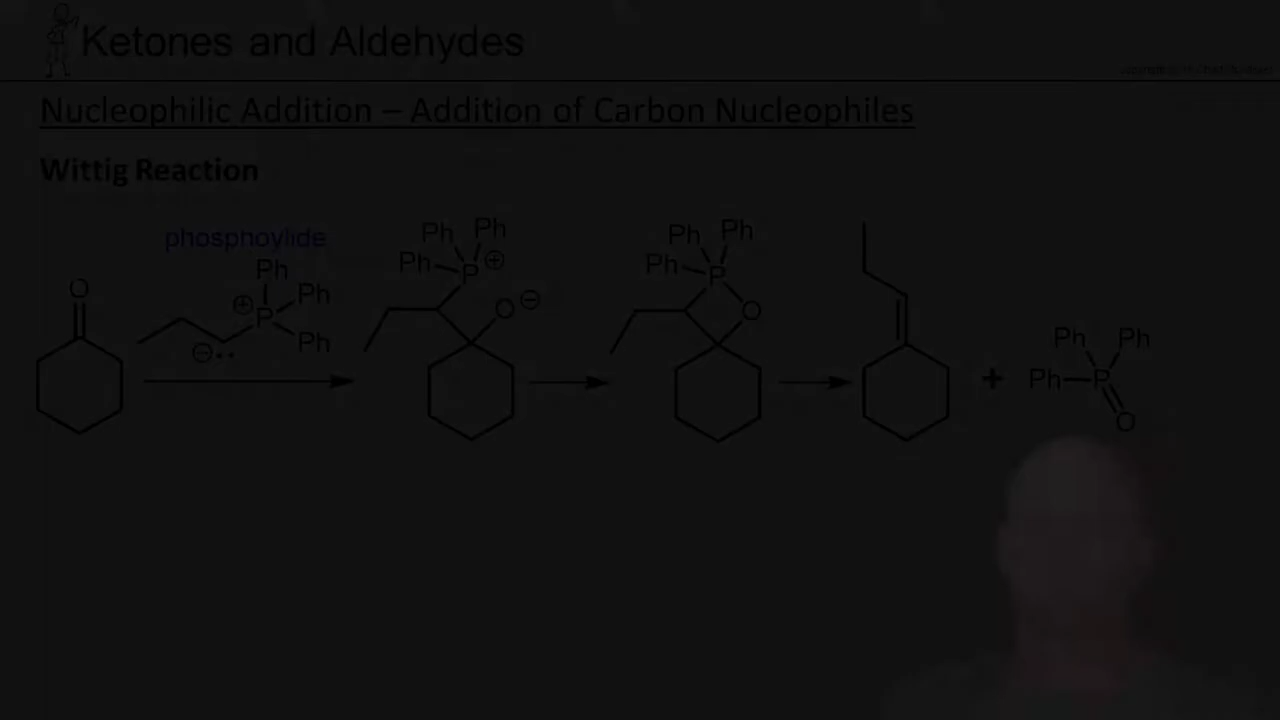 Ketones and Aldehydes
Nucleophilic Addition – Addition of Carbon Nucleophiles
Wittig Reaction
phosphoylide
Ph
Ph
Ph
P
⊕
⊖
O
Ph
Ph
Ph
P
⊕
O
⊖
Ph
Ph
Ph
P
O
+
Ph
Ph
Ph
P
O